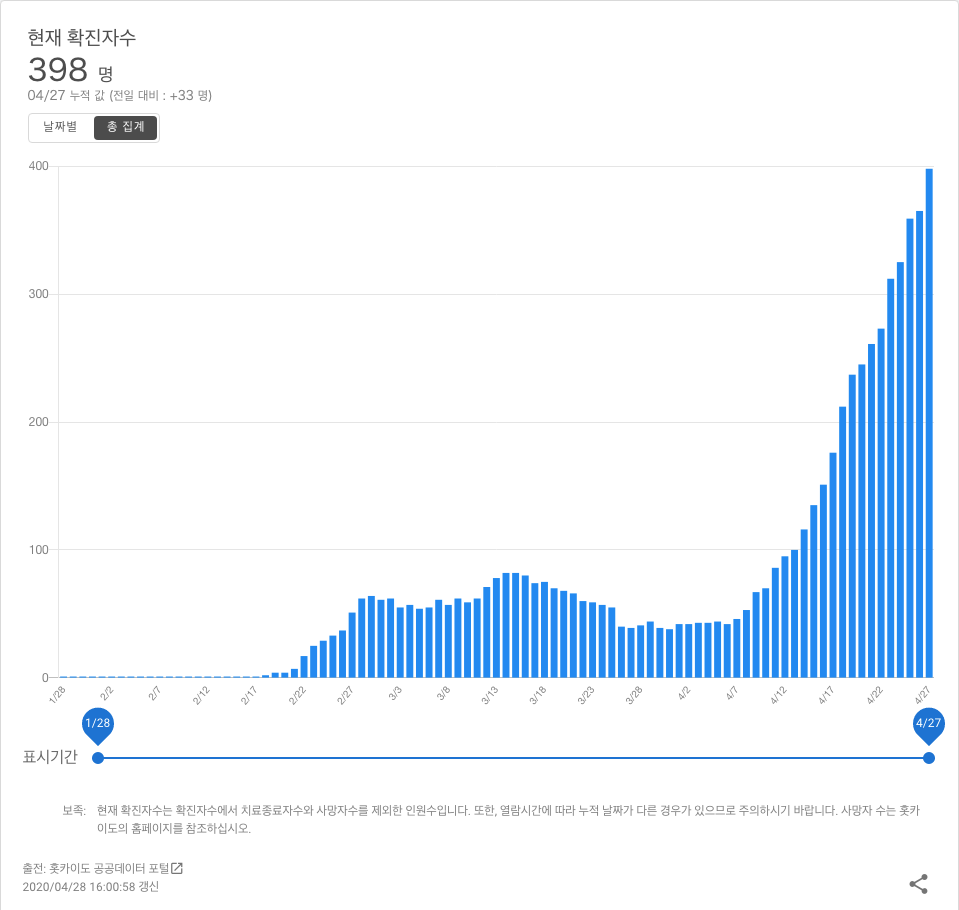 현재 확진자수
398 명
04/27 누적 값 (전일 대비 : +33 명)
날짜별 총 집계
400
300
200
100
0
1/28 2/2 2/7 2/12 2/17 2/22 2/27 3/3 3/8 3/13 3/18 3/23 3/28 4/2 4/7 4/12 4/17 4/22 4/27
1/28 4/27
표시기간
보족: 현재 확진자수는 확진자수에서 치료종료자수와 사망자수를 제외한 인원수입니다. 또한, 열람시간에 따라 누적 날짜가 다른 경우가 있으므로 주의하시기 바랍니다. 사망자 수는 홋카
이도의 홈페이지를 참조하십시오.
출전: 홋카이도 공공데이터 포털
2020/04/28 16:00:58 갱신